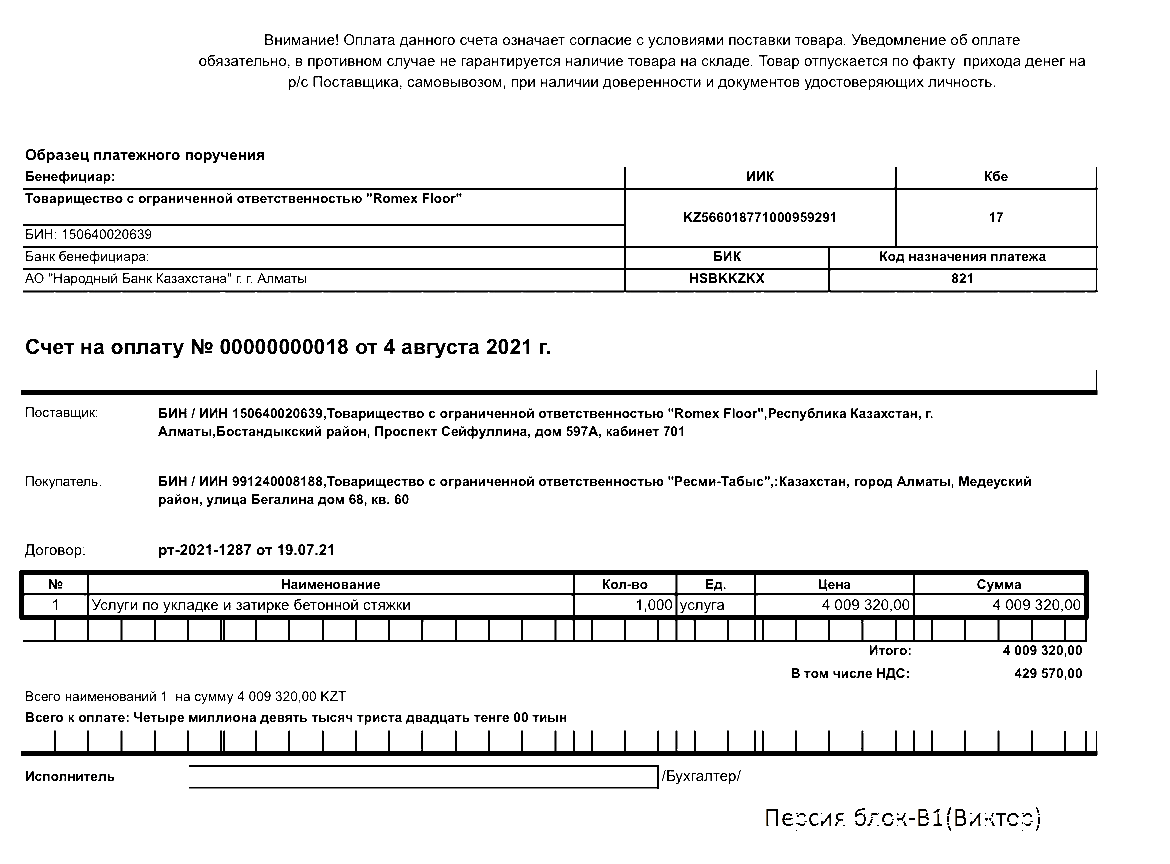 Внимание! Оплата данного счета означает согласие с условиями поставки товара. Уведомление об оплате
обязательно, в противном случае не гарантируется наличие товара на складе. Товар отпускается по факту прихода денег на
р/с Поставщика, самовывозом, при наличии доверенности и документов удостоверяющих личность.
Образец платежного поручения
Бенефициар: ИИК Кбе
Товарищество с ограниченной ответственностью "Romex Floor"
KZ566018771000959291 17
БИН: 150640020639
Банк бенефициара: БИК Код назначения платежа
АО "Народный Банк Казахстана" г. г. Алматы HSBKKZKX 821
Счет на оплату № 00000000018 от 4 августа 2021 г.
Поставщик: БИН / ИИН 150640020639,Товарищество с ограниченной ответственностью "Romex Floor",Республика Казахстан, г.
Алматы,Бостандыкский район, Проспект Сейфуллина, дом 597А, кабинет 701
Покупатель. БИН / ИИН 991240008188,Товарищество с ограниченной ответственностью "Ресми-Табыс",:Казахстан, город Алматы, Медеуский
район, улица Бегалина дом 68, кв. 60
Договор: рт-2021-1287 от 19.07.21
№ Наименование Кол-во Ед. Цена Сумма
1 Услуги по укладке и затирке бетонной стяжки 1,000 услуга 4 009 320,00 4 009 320,00
Итого: 4 009 320,00
В том числе НДС: 429 570,00
Всего наименований 1 на сумму 4 009 320,00 KZT
Всего к оплате: Четыре миллиона девять тысяч триста двадцать тенге 00 тиын
Исполнитель /Бухгалтер/
Персия блок-В1(Виктор)